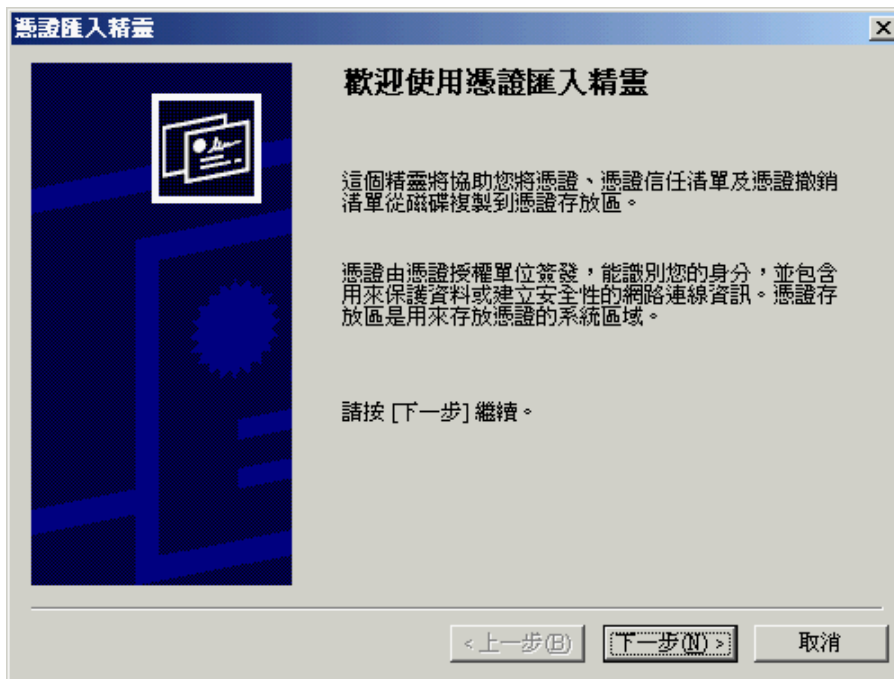 憑證匯入精靈
歡迎使用憑證匯入精靈
這個精靈將協助您將憑證、憑證信任清單及憑證撤銷
清單從磁碟複製到憑證存放區。
憑證由憑證授權單位簽發，能識別您的身分，並包含
用來保護資料或建立安全性的網路連線資訊。憑證存
放區是用來存放憑證的系統區域。
請按 [下一步] 繼續。
< 上一步(B)
下一步(N) >
取消